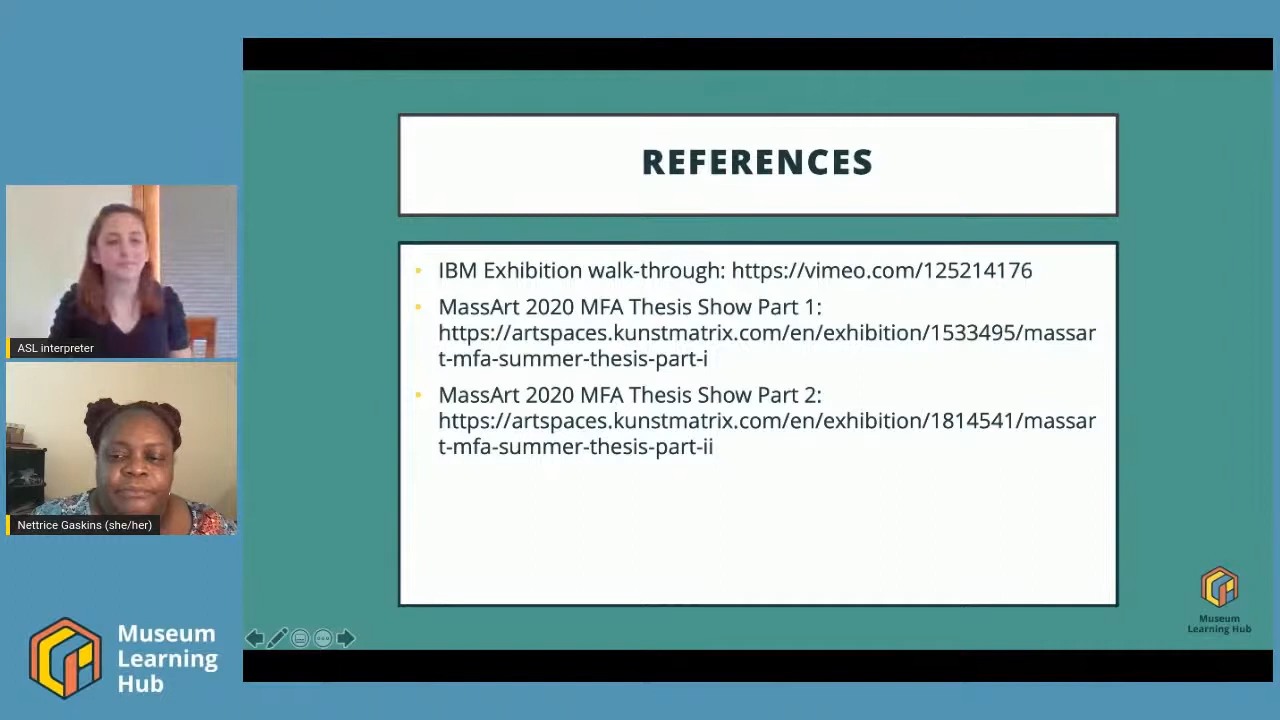 REFERENCES
IBM Exhibition walk-through: https://vimeo.com/125214176
MassArt 2020 MFA Thesis Show Part 1:
https://artspaces.kunstmatrix.com/en/exhibition/1533495/massar
t-mfa-summer-thesis-part-i
MassArt 2020 MFA Thesis Show Part 2:
https://artspaces.kunstmatrix.com/en/exhibition/1814541/massar
t-mfa-summer-thesis-part-ii
ASL interpreter
Nettrice Gaskins (she/her)
Museum
Learning
Hub
Museum
Learning Hub